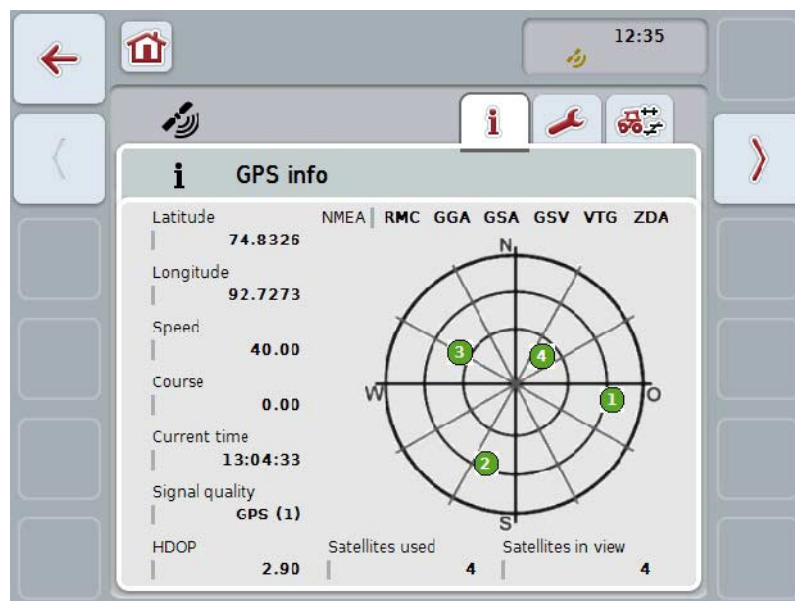 12:35
i
i GPS info
Latitude
74.8326
Longitude
92.7273
Speed
40.00
Course
0.00
Current time
13:04:33
Signal quality
GPS (1)
HDOP
2.90
NMEA RMC GGA GSA GSV VTG ZDA
N
3
4
W
1
O
2
S
Satellites used
4
Satellites in view
4